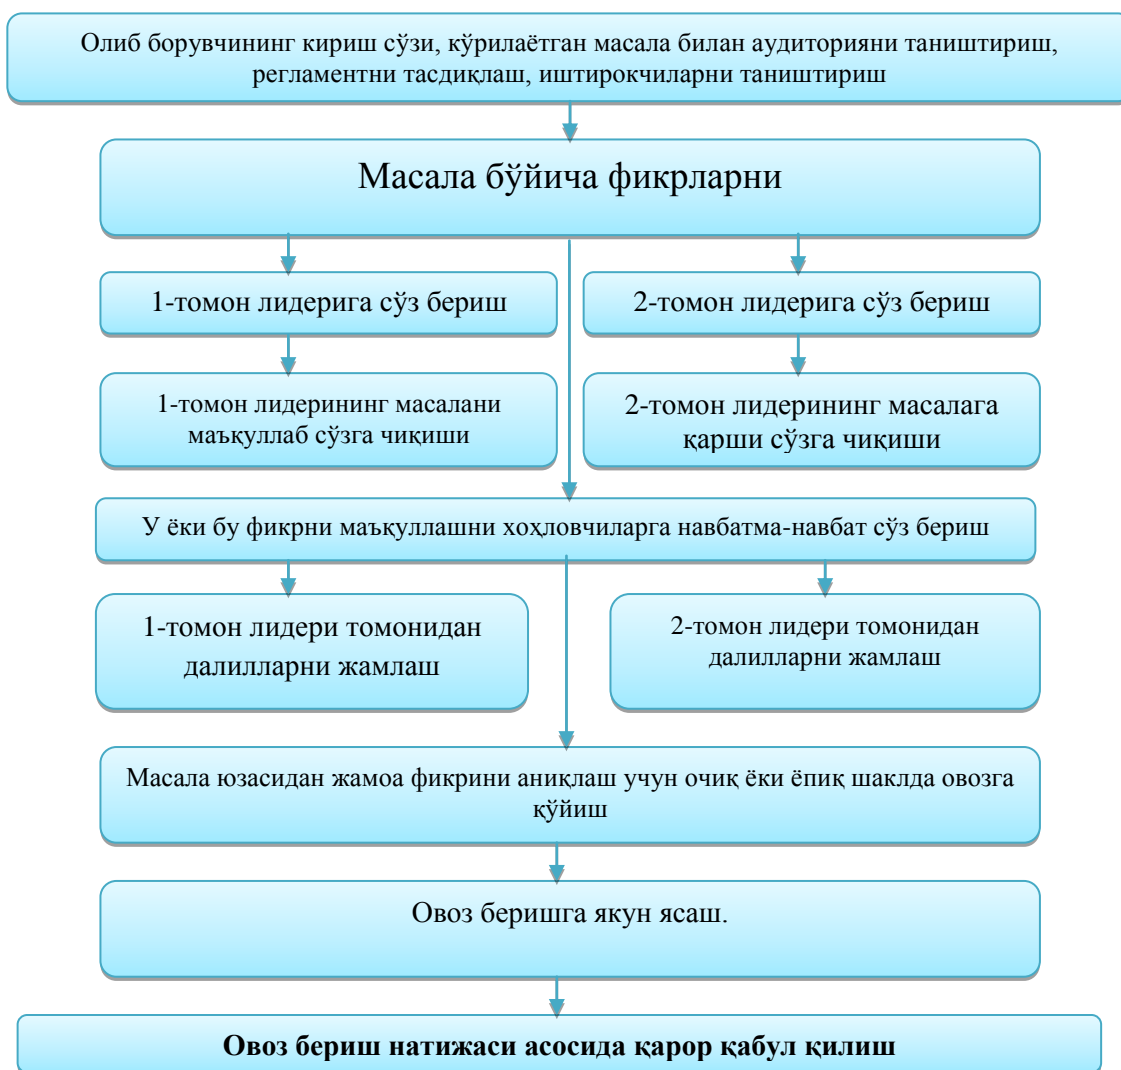 Олиб борувчининг кириш сўзи, кўрилаётган масала билан аудиторияни таништириш,
регламентни тасдиқлаш, иштирокчиларни таништириш
Масала бўйича фикрларни
1-томон лидерига сўз бериш
2-томон лидерига сўз бериш
1-томон лидерининг масалани
маъқуллаб сўзга чиқиши
2-томон лидерининг масалага
қарши сўзга чиқиши
У ёки бу фикрни маъқуллашни хоҳловчиларга навбатма-навбат сўз бериш
1-томон лидери томонидан
далилларни жамлаш
2-томон лидери томонидан
далилларни жамлаш
Масала юзасидан жамоа фикрини аниқлаш учун очиқ ёки ёпиқ шаклда овозга
қўйиш
Овоз беришга якун ясаш.
Овоз бериш натижаси асосида қарор қабул қилиш